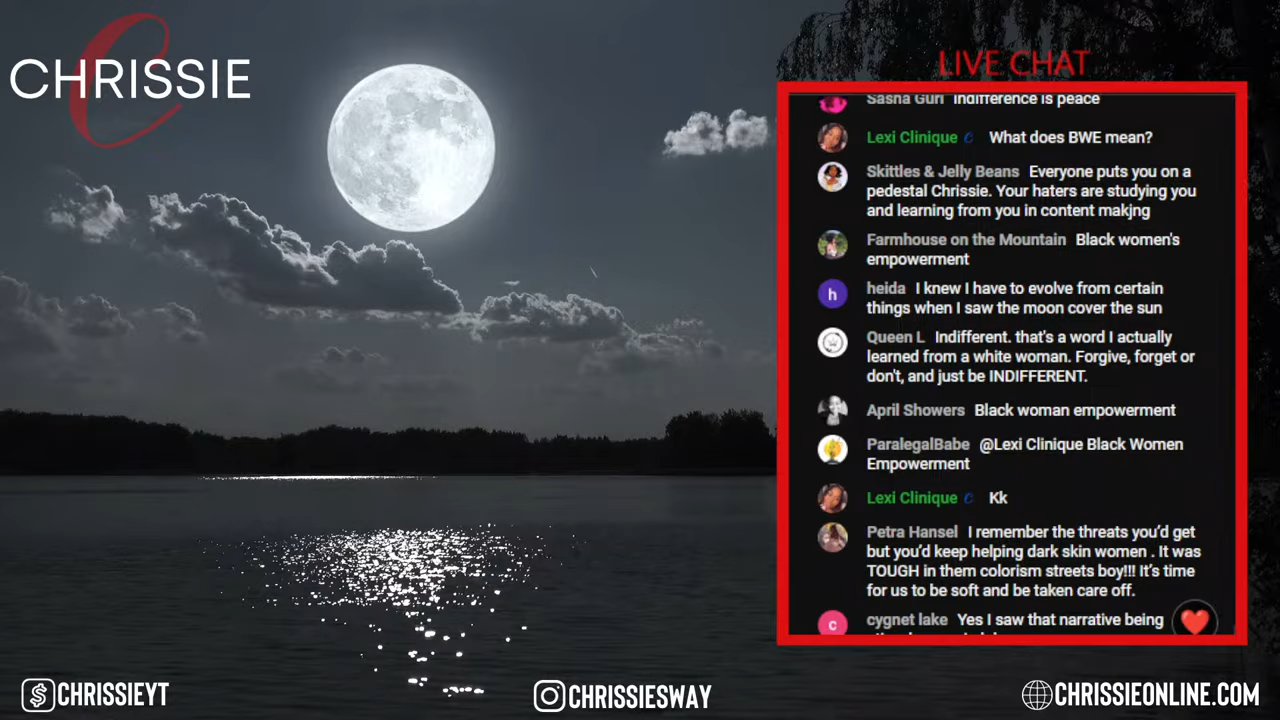 CHRISSIE
LIVE CHAT
Sasha Gurl indifference is peace
Lexi Clinique What does BWE mean?
Skittles & Jelly Beans Everyone puts you on a
pedestal Chrissie. Your haters are studying you
and learning from you in content makjng
Farmhouse on the Mountain Black women's
empowerment
heida I knew I have to evolve from certain
things when I saw the moon cover the sun
h
Queen L Indifferent. that's a word I actually
learned from a white woman. Forgive, forget or
don't, and just be INDIFFERENT.
April Showers Black woman empowerment
ParalegalBabe @Lexi Clinique Black Women
Empowerment
Lexi Clinique Kk
Petra Hansel I remember the threats you'd get
but you'd keep helping dark skin women . It was
TOUGH in them colorism streets boy!!! It's time
for us to be soft and be taken care off.
c
cygnet lake Yes I saw that narrative being
$ CHRISSIEYT
CHRISSIESWAY
CHRISSIEONLINE.COM